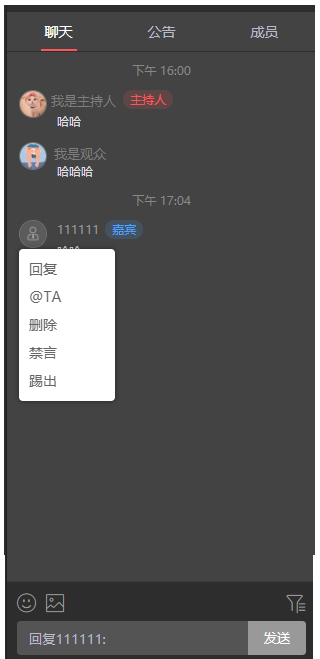 聊天 公告 成员
下午 16:00
我是主持人 主持人
哈哈
我是观众
哈哈哈
下午 17:04
111111 嘉宾
回复
@TA
删除
禁言
踢出
回复111111: 发送